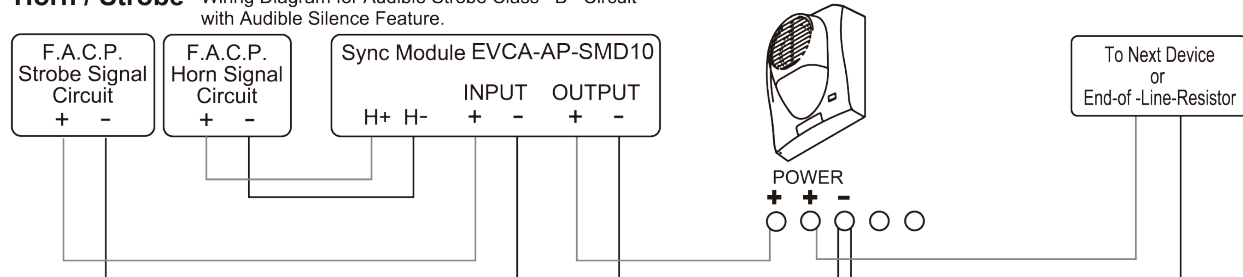 Horn / Strobe Wiring Diagram for Audible Strobe Class "B" Circuit
with Audible Silence Feature.
F.A.C.P.
Strobe Signal
Circuit
+ -
F.A.C.P.
Horn Signal
Circuit
+ -
Sync Module EVCA-AP-SMD10
INPUT OUTPUT
H+ H- + - + -
POWER
+ + -
To Next Device
or
End-of -Line-Resistor